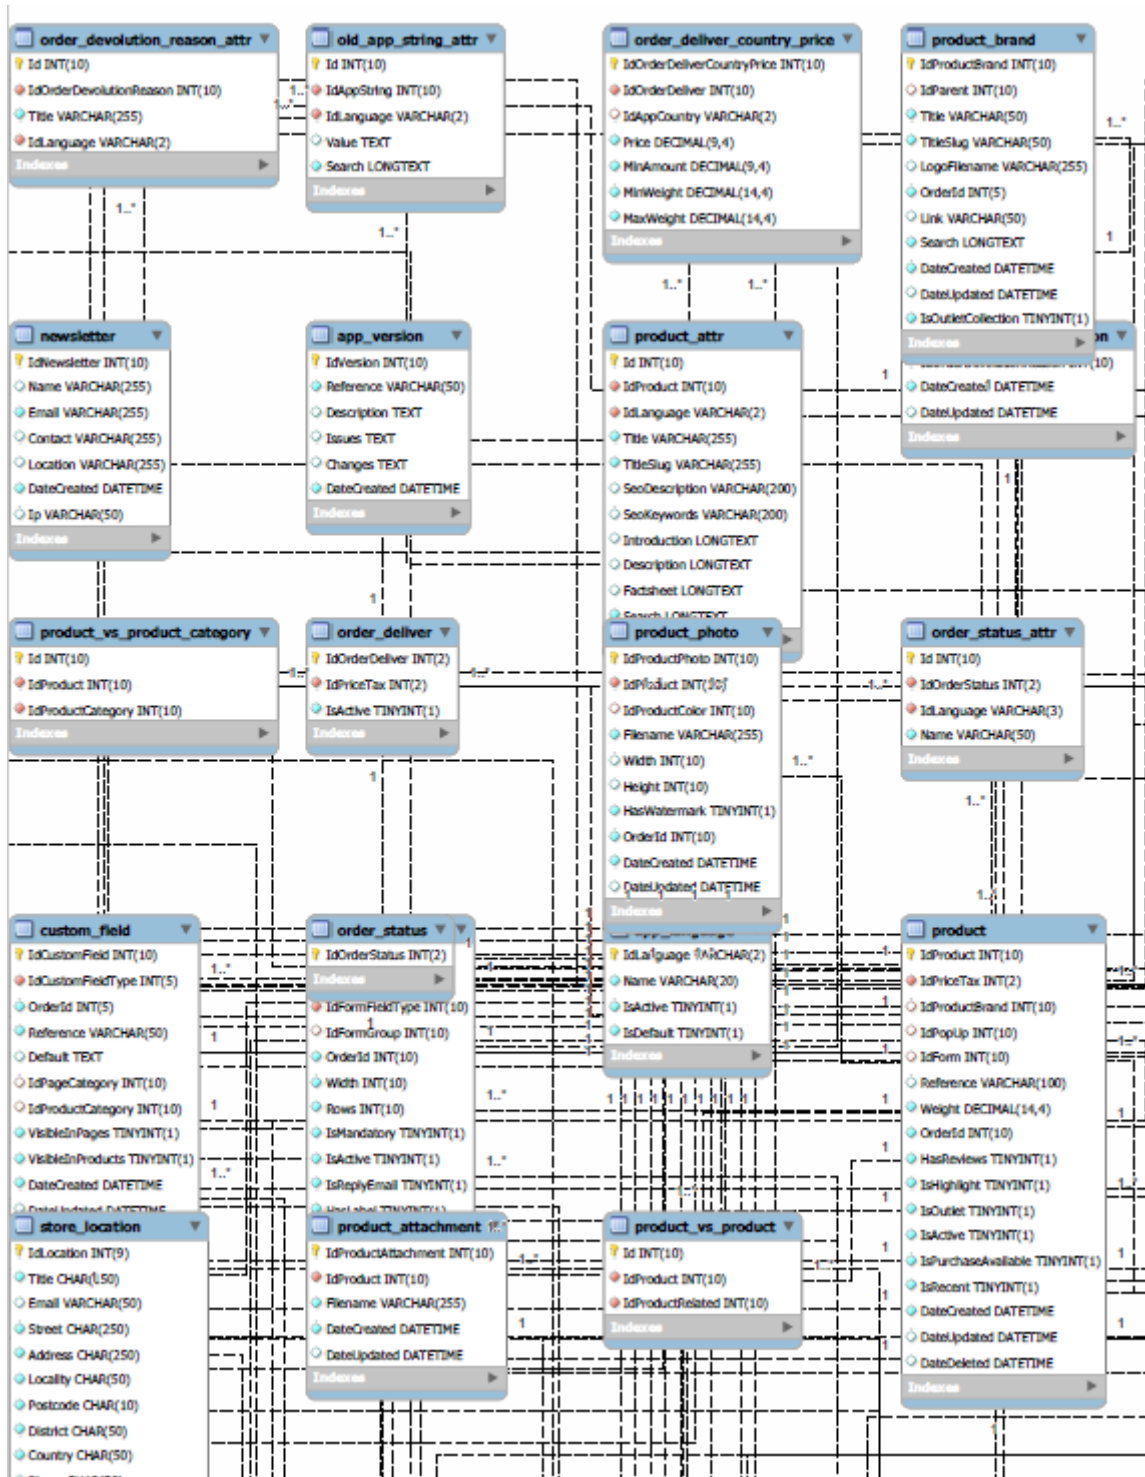 order_devolution_reason_attr
Id INT(10)
IdOrderDevolutionReason INT(10)
Title VARCHAR(255)
IdLanguage VARCHAR(2)
Indexes
old_app_string_attr
Id INT(10)
IdAppString INT(10)
IdLanguage VARCHAR(2)
Value TEXT
Search LONGTEXT
Indexes
order_deliver_country_price
IdOrderDeliverCountryPrice INT(10)
IdOrderDeliver INT(10)
IdAppCountry VARCHAR(2)
Price DECIMAL(9,4)
MinAmount DECIMAL(9,4)
MinWeight DECIMAL(14,4)
MaxWeight DECIMAL(14,4)
Indexes
product_brand
IdProductBrand INT(10)
IdParent INT(10)
Title VARCHAR(50)
TitleSlug VARCHAR(50)
LogoFilename VARCHAR(255)
OrderId INT(5)
Link VARCHAR(50)
Search LONGTEXT
DateCreated DATETIME
DateUpdated DATETIME
IsOutletCollection TINYINT(1)
Indexes
on
DateCreated DATETIME
DateUpdated DATETIME
Indexes
newsletter
IdNewsletter INT(10)
Name VARCHAR(255)
Email VARCHAR(255)
Contact VARCHAR(255)
Location VARCHAR(255)
DateCreated DATETIME
Ip VARCHAR(50)
Indexes
app_version
IdVersion INT(10)
Reference VARCHAR(50)
Description TEXT
Issues TEXT
Changes TEXT
DateCreated DATETIME
Indexes
product_attr
Id INT(10)
IdProduct INT(10)
IdLanguage VARCHAR(2)
Title VARCHAR(255)
TitleSlug VARCHAR(255)
SeoDescription VARCHAR(200)
SeoKeywords VARCHAR(200)
Introduction LONGTEXT
Description LONGTEXT
Factsheet LONGTEXT
Search LONGTEXT
product_vs_product_category
Id INT(10)
IdProduct INT(10)
IdProductCategory INT(10)
Indexes
order_deliver
IdOrderDeliver INT(2)
IdPriceTax INT(2)
IsActive TINYINT(1)
Indexes
product_photo
IdProductPhoto INT(10)
IdProduct INT(10)
IdProductColor INT(10)
Filename VARCHAR(255)
Width INT(10)
Height INT(10)
HasWatermark TINYINT(1)
OrderId INT(10)
DateCreated DATETIME
DateUpdated DATETIME
Indexes
order_status_attr
Id INT(10)
IdOrderStatus INT(2)
IdLanguage VARCHAR(3)
Name VARCHAR(50)
Indexes
custom_field
IdCustomField INT(10)
IdCustomFieldType INT(5)
OrderId INT(5)
Reference VARCHAR(50)
Default TEXT
IdPageCategory INT(10)
IdProductCategory INT(10)
VisibleInPages TINYINT(1)
VisibleInProducts TINYINT(1)
DateCreated DATETIME
DateUpdated DATETIME
order_status
IdOrderStatus INT(2)
Indexes
IdFormFieldType INT(10)
IdFormGroup INT(10)
OrderId INT(10)
Width INT(10)
Rows INT(10)
IsMandatory TINYINT(1)
IsActive TINYINT(1)
IsReplyEmail TINYINT(1)
HasLabel TINYINT(1)
app_language
IdLanguage VARCHAR(2)
Name VARCHAR(20)
IsActive TINYINT(1)
IsDefault TINYINT(1)
Indexes
product
IdProduct INT(10)
IdPriceTax INT(2)
IdProductBrand INT(10)
IdPopUp INT(10)
IdForm INT(10)
Reference VARCHAR(100)
Weight DECIMAL(14,4)
OrderId INT(10)
HasReviews TINYINT(1)
IsHighlight TINYINT(1)
IsOutlet TINYINT(1)
IsActive TINYINT(1)
IsPurchaseAvailable TINYINT(1)
IsRecent TINYINT(1)
DateCreated DATETIME
DateUpdated DATETIME
DateDeleted DATETIME
Indexes
store_location
IdLocation INT(9)
Title CHAR(150)
Email VARCHAR(50)
Street CHAR(250)
Address CHAR(250)
Locality CHAR(50)
Postcode CHAR(10)
District CHAR(50)
Country CHAR(50)
product_attachment
IdProductAttachment INT(10)
IdProduct INT(10)
Filename VARCHAR(255)
DateCreated DATETIME
DateUpdated DATETIME
Indexes
product_vs_product
Id INT(10)
IdProduct INT(10)
IdProductRelated INT(10)
Indexes